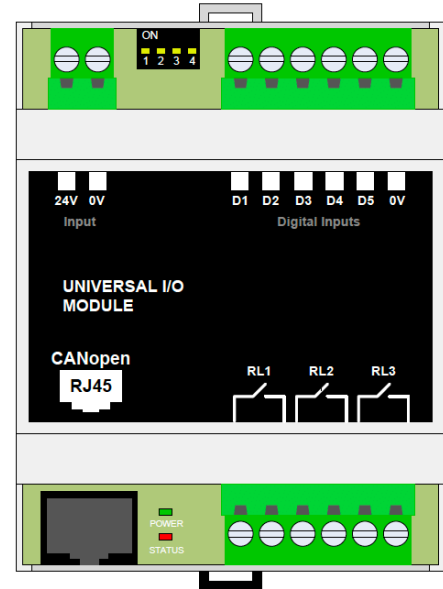 ON
1 2 3 4
24V 0V D1 D2 D3 D4 D5 0V
Input Digital Inputs
UNIVERSAL I/O
MODULE
CANopen
RJ45
RL1 RL2 RL3
POWER
STATUS